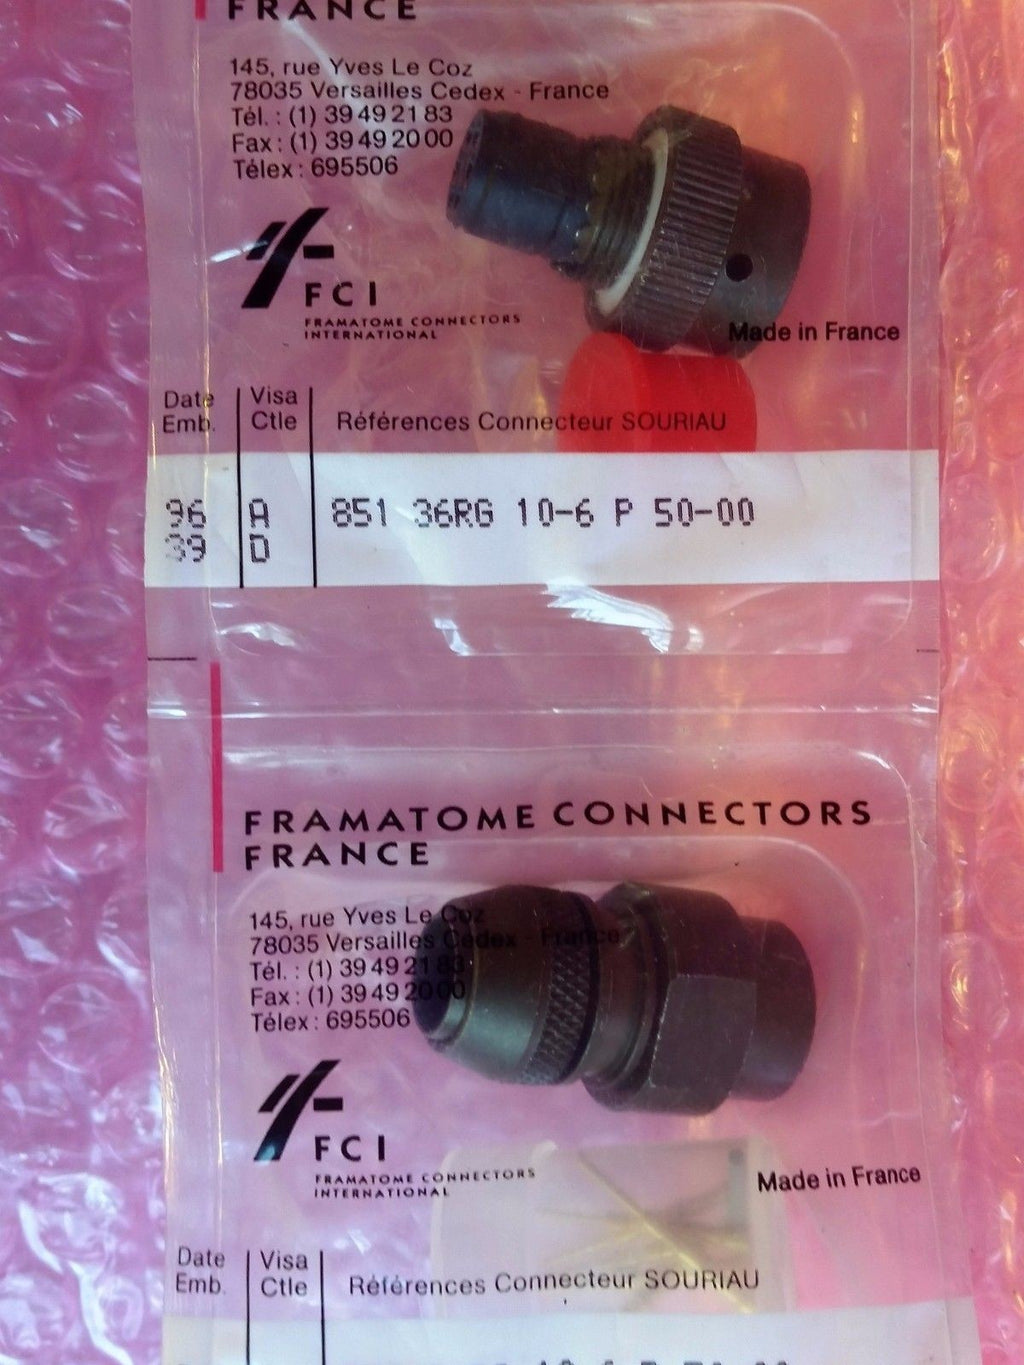 FRANCE
145, rue Yves Le Coz
78035 Versailles Cedex - France
Tél. : (1) 39 49 21 83
Fax : (1) 39 49 20 00
Télex : 695506
FCI
FRAMATOME CONNECTORS
INTERNATIONAL
Made in France
Date Emb.
Visa Ctle
Références Connecteur SOURIAU
96 A 851 36RG 10-6 P 50-00
39 D
FRAMATOME CONNECTORS
FRANCE
145, rue Yves Le Coz
78035 Versailles Cedex - France
Tél. : (1) 39 49 21 83
Fax : (1) 39 49 20 00
Télex : 695506
FCI
FRAMATOME CONNECTORS
INTERNATIONAL
Made in France
Date Emb.
Visa Ctle
Références Connecteur SOURIAU